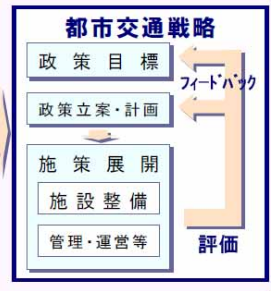 都市交通戦略
政策目標
フィードバック
政策立案・計画
施策展開
施設整備
管理・運営等
評価